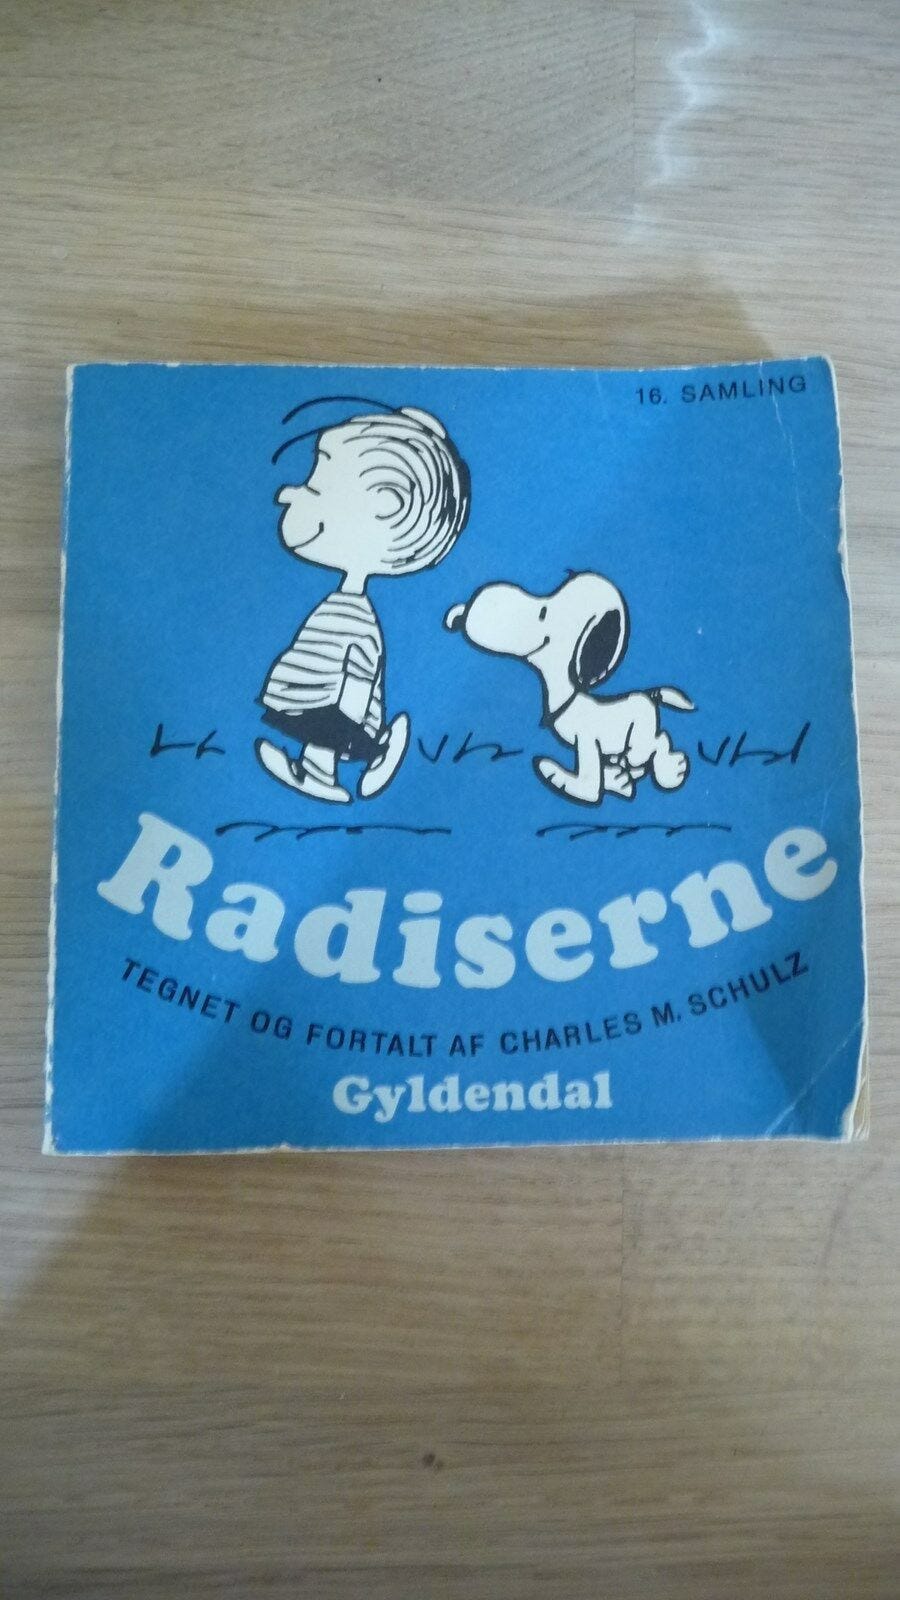 16. SAMLING
Radiserne
TEGNET OG FORTALT AF CHARLES M. SCHULZ
Gyldendal